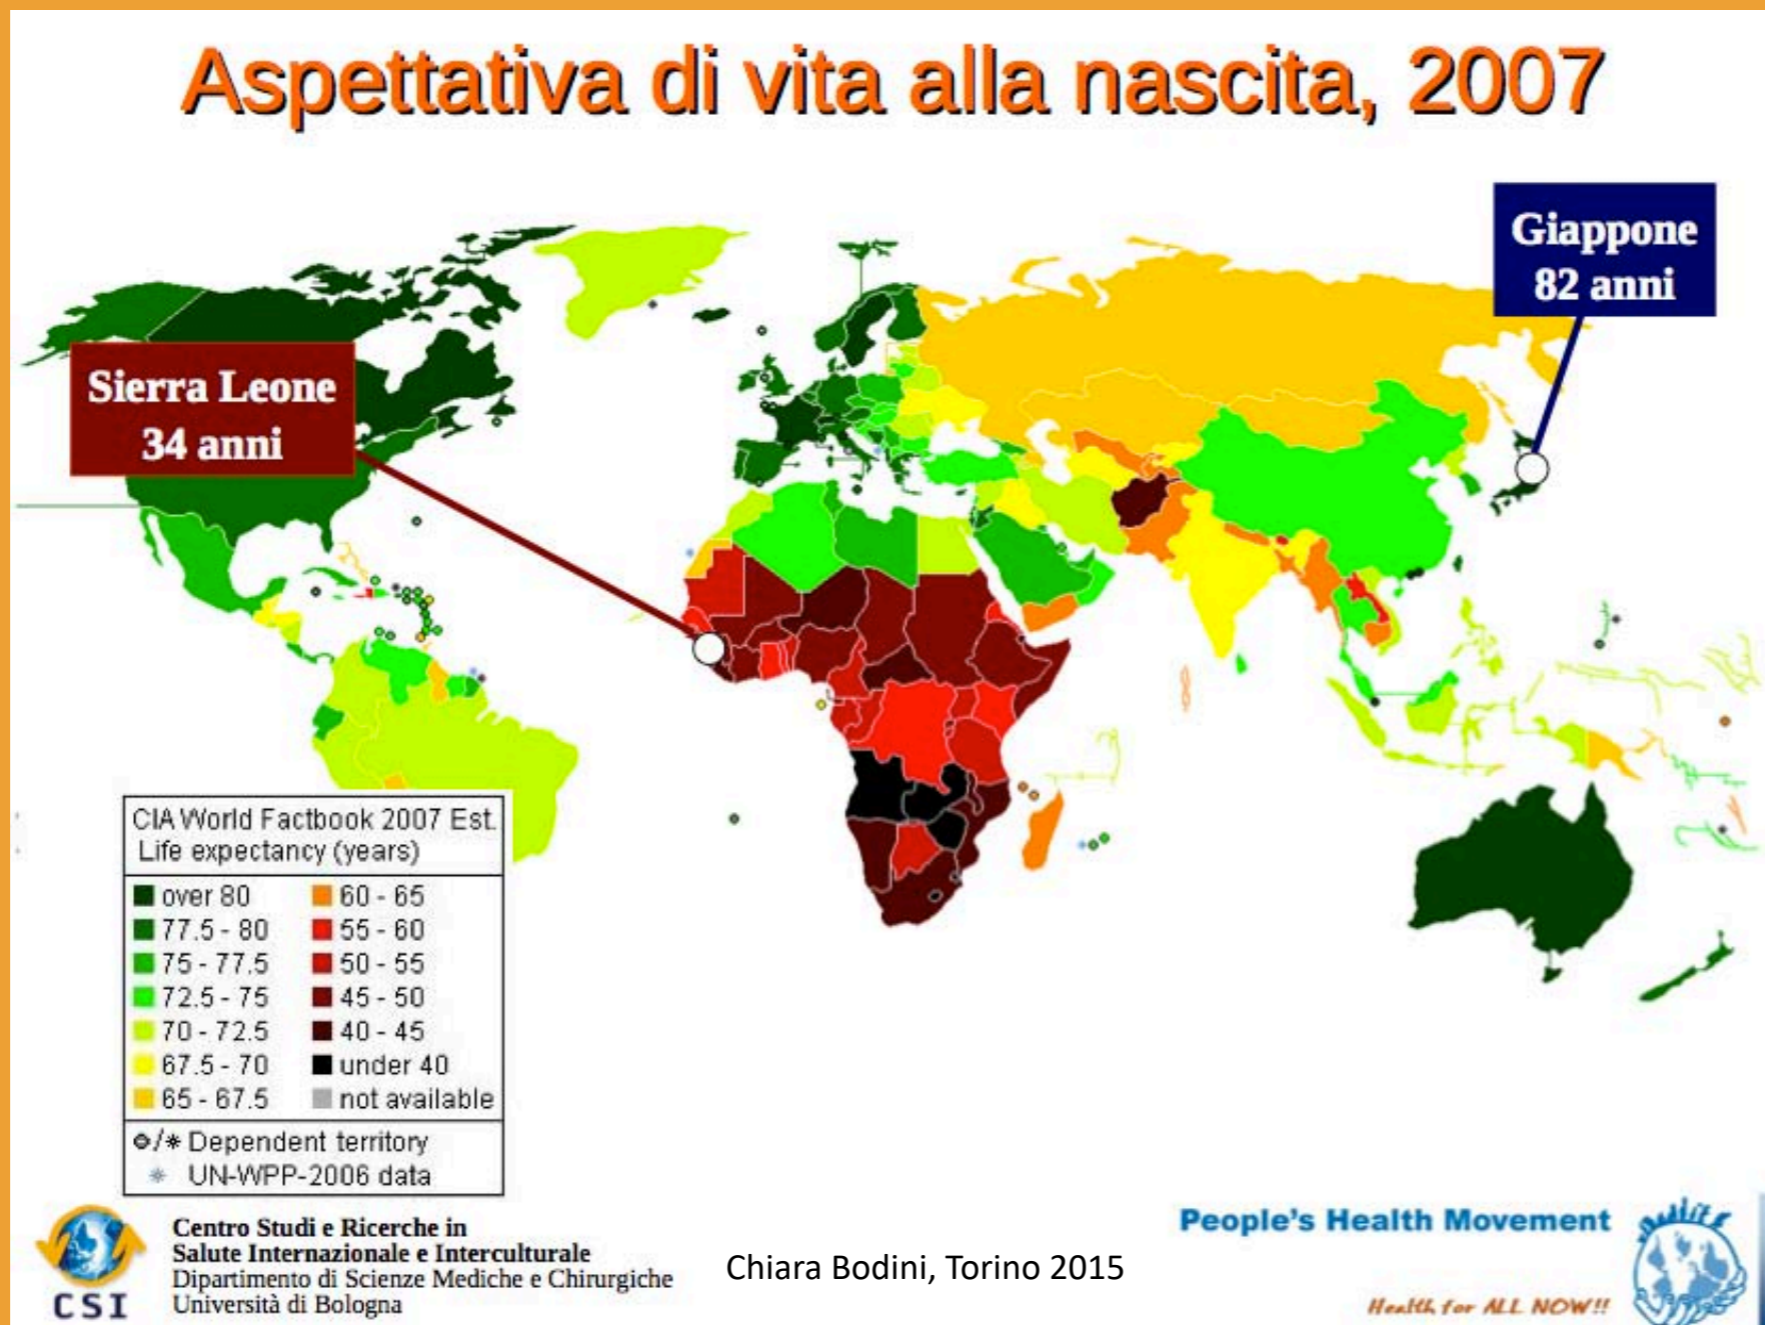 Aspettativa di vita alla nascita, 2007
Giappone
82 anni
Sierra Leone
34 anni
CIA World Factbook 2007 Est.
Life expectancy (years)
over 80
77.5 - 80
75 - 77.5
72.5 - 75
70 - 72.5
67.5 - 70
65 - 67.5
60 - 65
55 - 60
50 - 55
45 - 50
40 - 45
under 40
not available
/* Dependent territory
* UN-WPP-2006 data
CSI
Centro Studi e Ricerche in
Salute Internazionale e Interculturale
Dipartimento di Scienze Mediche e Chirurgiche
Università di Bologna
Chiara Bodini, Torino 2015
People's Health Movement
Health for ALL NOW!!